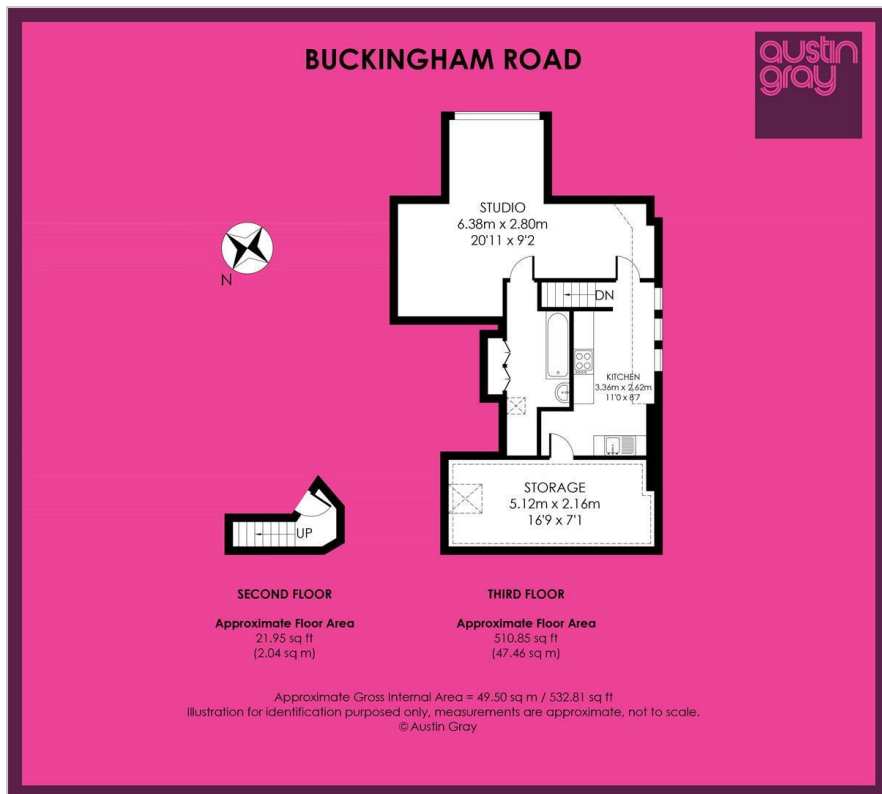 BUCKINGHAM ROAD
austin
gray
STUDIO
6.38m x 2.80m
20'11 x 9'2
N
DN
KITCHEN
3.36m x 2.62m
11'0 x 8'7
STORAGE
5.12m x 2.16m
16'9 x 7'1
UP
SECOND FLOOR
Approximate Floor Area
21.95 sq ft
(2.04 sq m)
THIRD FLOOR
Approximate Floor Area
510.85 sq ft
(47.46 sq m)
Approximate Gross Internal Area = 49.50 sq m / 532.81 sq ft
Illustration for identification purposed only, measurements are approximate, not to scale.
© Austin Gray